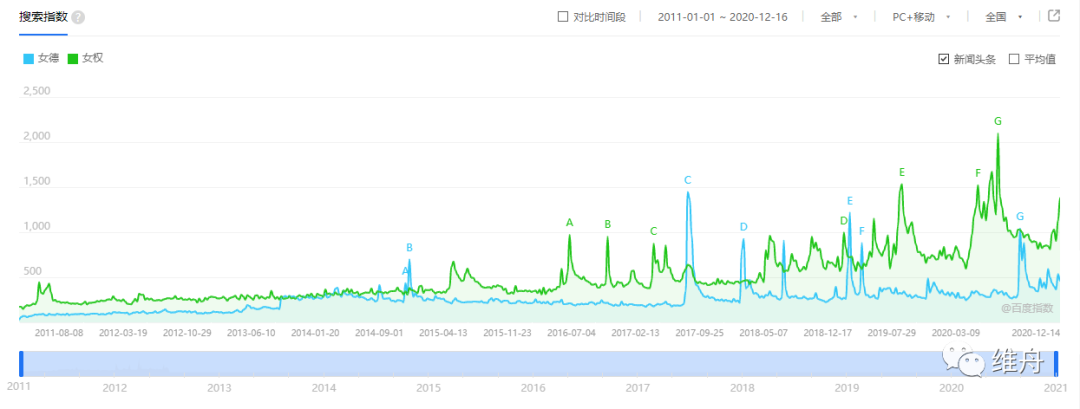 搜索指数 ? 对比时间段 2011-01-01 ~ 2020-12-16 全部 PC+移动 全国
女德 女权 新闻头条 平均值
2,500
2,000
1,500
1,000
500
A B C D E F G
A B C D E F G
@百度指数
2011-08-08 2012-03-19 2012-10-29 2013-06-10 2014-01-20 2014-09-01 2015-04-13 2015-11-23 2016-07-04 2017-02-13 2017-09-25 2018-05-07 2018-12-17 2019-07-29 2020-03-09 2020-12-14
维舟
2011 2012 2013 2014 2015 2016 2017 2018 2019 2020 2021